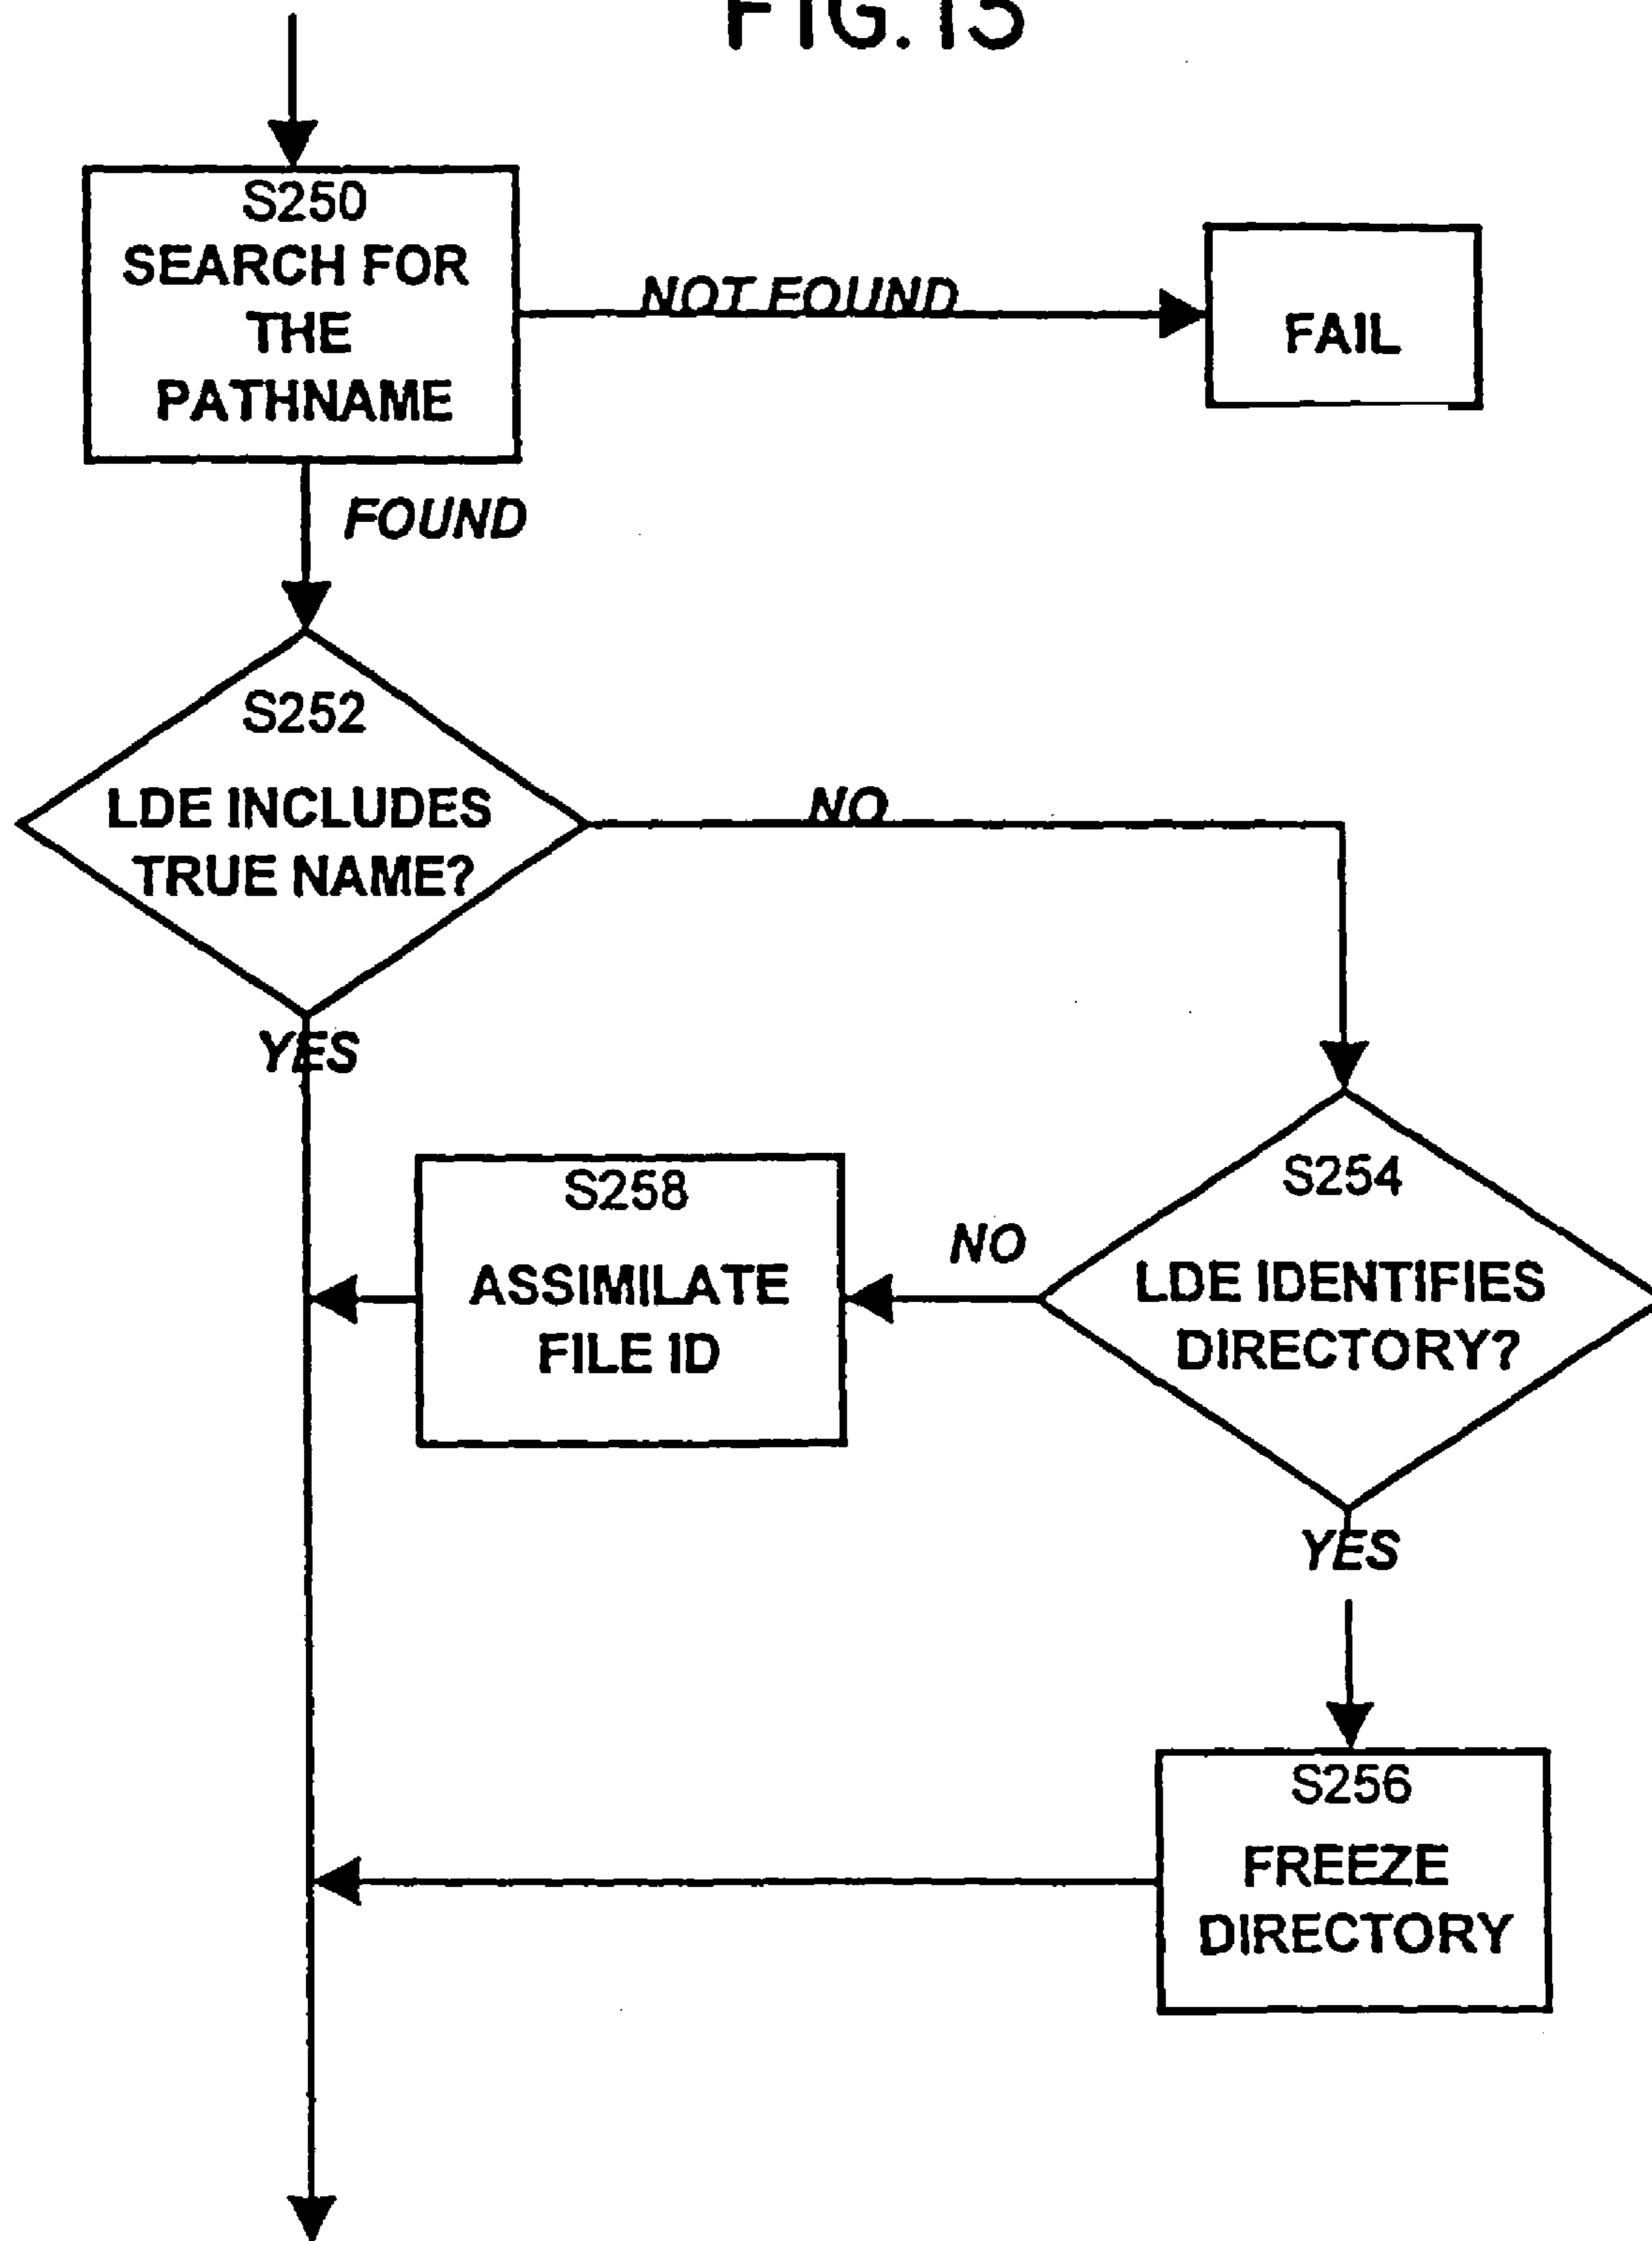 FIG. 15
S250
SEARCH FOR
THE
PATHNAME
NOT FOUND
FAIL
FOUND
S252
LDE INCLUDES
TRUE NAME?
NO
YES
S254
LDE IDENTIFIES
DIRECTORY?
NO
S258
ASSIMILATE
FILE ID
YES
S256
FREEZE
DIRECTORY